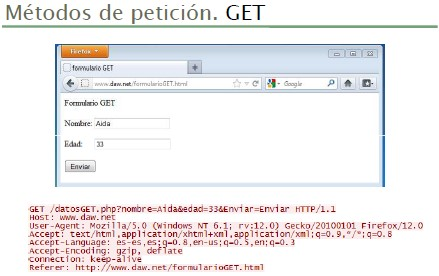 Métodos de petición. GET
Firefox
formulario GET
www.daw.net/formularioGET.html
Google
Formulario GET
Nombre: Aida
Edad: 33
Enviar
GET /datosGET.php?nombre=Aida&edad=33&Enviar=Enviar HTTP/1.1
Host: www.daw.net
User-Agent: Mozilla/5.0 (Windows NT 6.1; rv:12.0) Gecko/20100101 Firefox/12.0
Accept: text/html,application/xhtml+xml,application/xml;q=0.9,*/*;q=0.8
Accept-Language: es-es,es;q=0.8,en-us;q=0.5,en;q=0.3
Accept-Encoding: gzip, deflate
Connection: keep-alive
Referer: http://www.daw.net/formularioGET.html